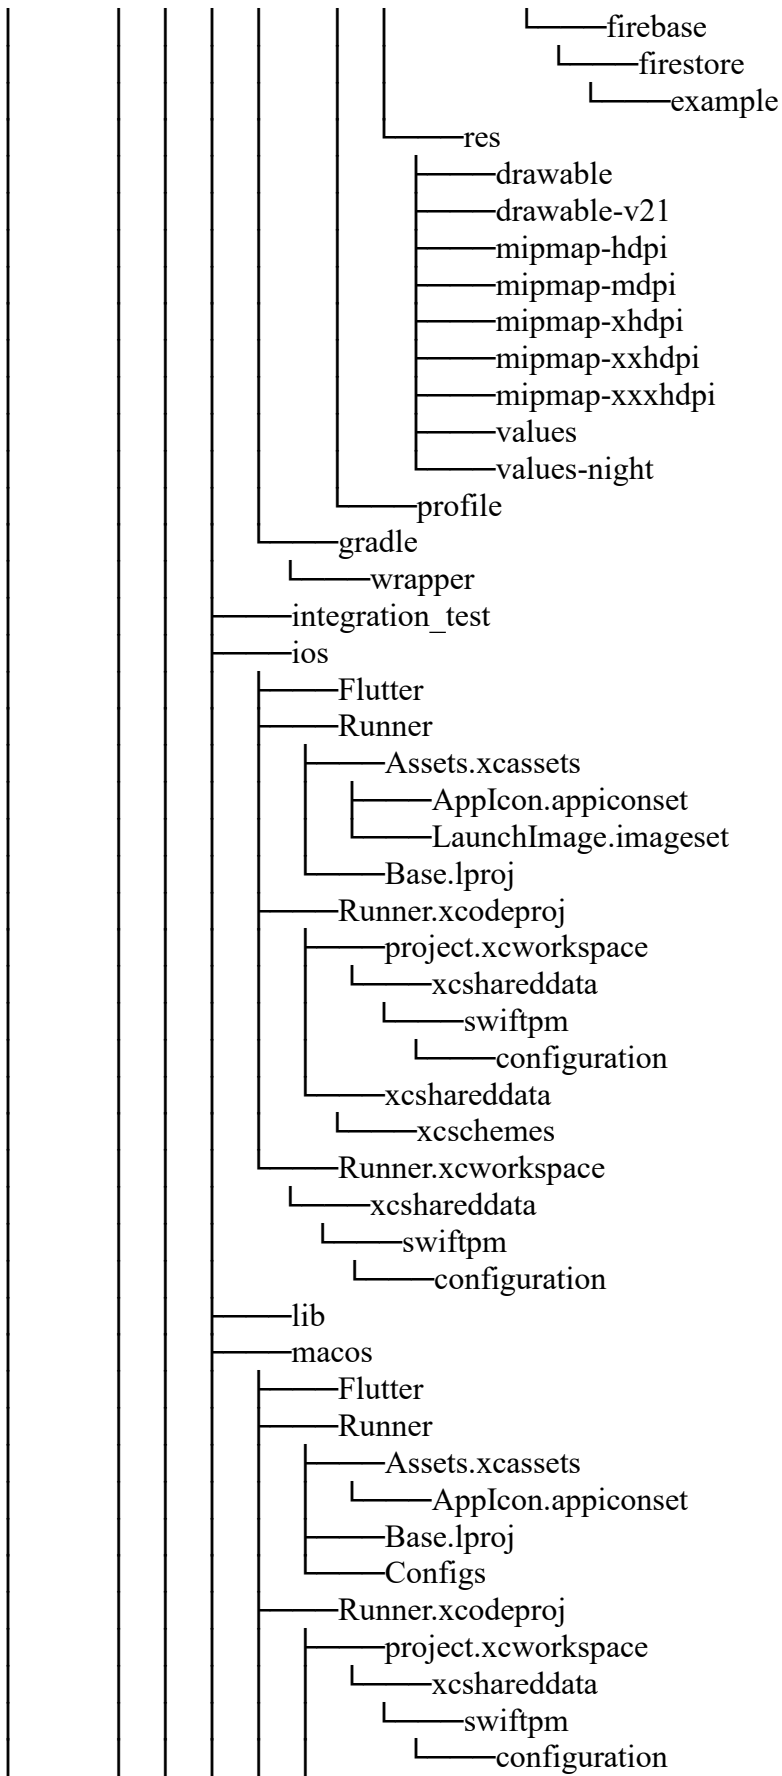 firebase
firestore
example
res
drawable
drawable-v21
mipmap-hdpi
mipmap-mdpi
mipmap-xhdpi
mipmap-xxhdpi
mipmap-xxxhdpi
values
values-night
profile
gradle
wrapper
integration_test
ios
Flutter
Runner
Assets.xcassets
AppIcon.appiconset
LaunchImage.imageset
Base.lproj
Runner.xcodeproj
project.xcworkspace
xcshareddata
swiftpm
configuration
xcshareddata
xcschemes
Runner.xcworkspace
xcshareddata
swiftpm
configuration
lib
macos
Flutter
Runner
Assets.xcassets
AppIcon.appiconset
Base.lproj
Configs
Runner.xcodeproj
project.xcworkspace
xcshareddata
swiftpm
configuration